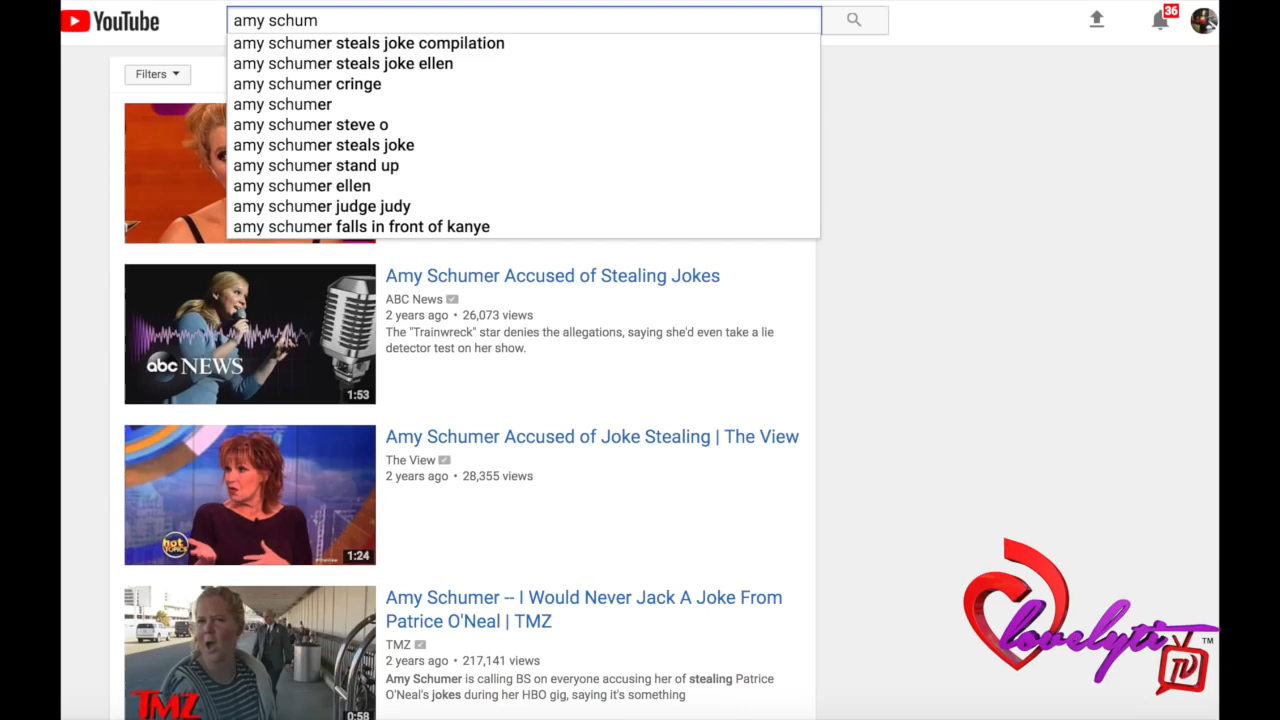 YouTube
amy schum
36
amy schumer steals joke compilation
amy schumer steals joke ellen
amy schumer cringe
amy schumer
amy schumer steve o
amy schumer steals joke
amy schumer stand up
amy schumer ellen
amy schumer judge judy
amy schumer falls in front of kanye
Filters
Amy Schumer Accused of Stealing Jokes
ABC News
2 years ago • 26,073 views
The "Trainwreck" star denies the allegations, saying she'd even take a lie
detector test on her show.
abc NEWS
1:53
Amy Schumer Accused of Joke Stealing | The View
The View
2 years ago • 28,355 views
hot
TOPICS
1:24
Amy Schumer -- I Would Never Jack A Joke From
Patrice O'Neal | TMZ
TMZ
2 years ago • 217,141 views
Amy Schumer is calling BS on everyone accusing her of stealing Patrice
O'Neal's jokes during her HBO gig, saying it's something
TMZ
0:58
lovelyti
TM
TV